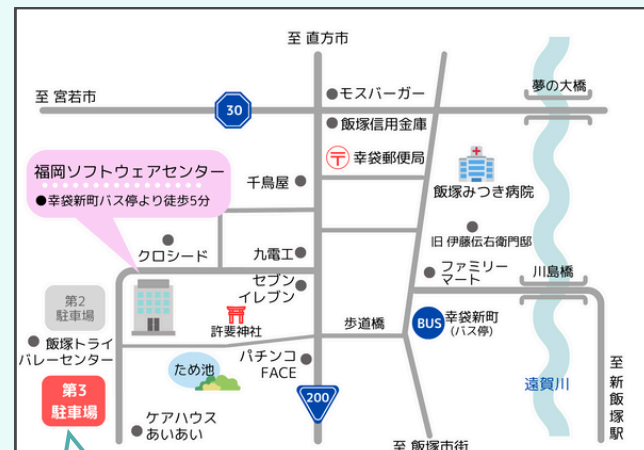 至 直方市
至 宮若市
30
モスバーガー
飯塚信用金庫
幸袋郵便局
夢の大橋
福岡ソフトウェアセンター
●幸袋新町バス停より徒歩5分
千鳥屋
飯塚みつき病院
旧 伊藤伝右衛門邸
クロシード
九電工
セブン
イレブン
ファミリー
マート
川島橋
第2
駐車場
許斐神社
歩道橋
BUS
幸袋新町
(バス停)
飯塚トライ
バレーセンター
ため池
パチンコ
FACE
第3
駐車場
200
遠賀川
至 新飯塚駅
ケアハウス
あいあい
至 飯塚市街